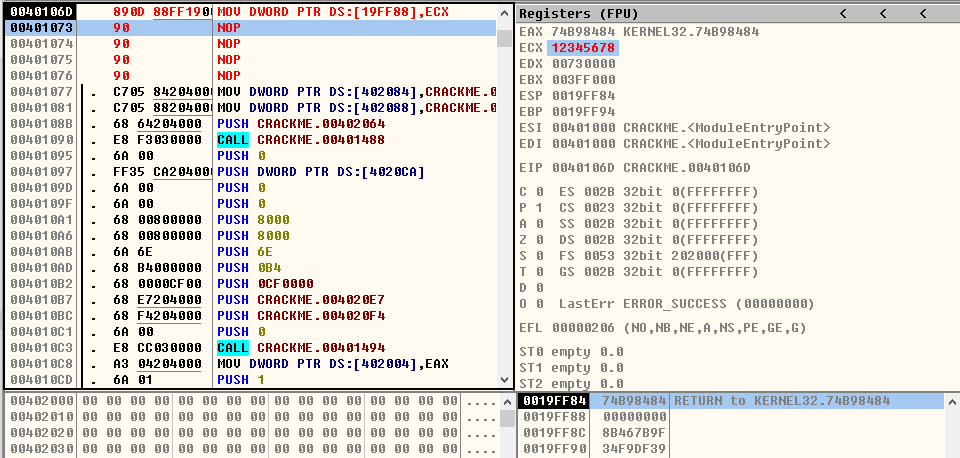 0040106D 890D 88FF190 MOV DWORD PTR DS:[19FF88],ECX
00401073 90 NOP
00401074 90 NOP
00401075 90 NOP
00401076 90 NOP
00401077 . C705 84204000 MOV DWORD PTR DS:[402084],CRACKME.0
00401081 . C705 88204000 MOV DWORD PTR DS:[402088],CRACKME.0
0040108B . 68 64204000 PUSH CRACKME.00402064
00401090 . E8 F3030000 CALL CRACKME.00401488
00401095 . 6A 00 PUSH 0
00401097 . FF35 CA204000 PUSH DWORD PTR DS:[4020CA]
0040109D . 6A 00 PUSH 0
0040109F . 6A 00 PUSH 0
004010A1 . 68 00800000 PUSH 8000
004010A6 . 68 00800000 PUSH 8000
004010AB . 6A 6E PUSH 6E
004010AD . 68 B4000000 PUSH 0B4
004010B2 . 68 0000CF00 PUSH 0CF0000
004010B7 . 68 E7204000 PUSH CRACKME.004020E7
004010BC . 68 F4204000 PUSH CRACKME.004020F4
004010C1 . 6A 00 PUSH 0
004010C3 . E8 CC030000 CALL CRACKME.00401494
004010C8 . A3 04204000 MOV DWORD PTR DS:[402004],EAX
004010CD . 6A 01 PUSH 1
Registers (FPU) < < <
EAX 74B98484 KERNEL32.74B98484
ECX 12345678
EDX 00730000
EBX 003FF000
ESP 0019FF84
EBP 0019FF94
ESI 00401000 CRACKME.<ModuleEntryPoint>
EDI 00401000 CRACKME.<ModuleEntryPoint>
EIP 0040106D CRACKME.0040106D
C 0 ES 002B 32bit 0(FFFFFFFF)
P 1 CS 0023 32bit 0(FFFFFFFF)
A 0 SS 002B 32bit 0(FFFFFFFF)
Z 0 DS 002B 32bit 0(FFFFFFFF)
S 0 FS 0053 32bit 202000(FFF)
T 0 GS 002B 32bit 0(FFFFFFFF)
D 0
O 0 LastErr ERROR_SUCCESS (00000000)
EFL 00000206 (NO,NB,NE,A,NS,PE,GE,G)
ST0 empty 0.0
ST1 empty 0.0
ST2 empty 0.0
00402000 00 00 00 00 00 00 00 00 00 00 00 00 00 00 00 00 ....
00402010 00 00 00 00 00 00 00 00 00 00 00 00 00 00 00 00 ....
00402020 00 00 00 00 00 00 00 00 00 00 00 00 00 00 00 00 ....
00402030 00 00 00 00 00 00 00 00 00 00 00 00 00 00 00 00 ....
0019FF84 74B98484 RETURN to KERNEL32.74B98484
0019FF88 00000000
0019FF8C 8B467B9F
0019FF90 34F9DF39